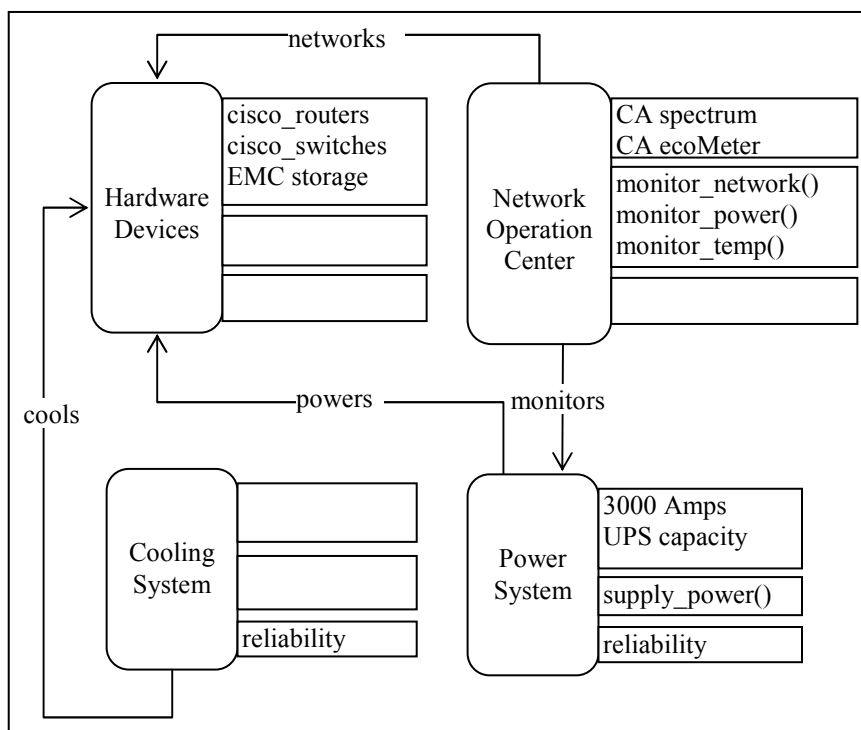 networks
Hardware
Devices
cisco_routers
cisco_switches
EMC storage
Network
Operation
Center
CA spectrum
CA ecoMeter
monitor_network()
monitor_power()
monitor_temp()
cools
powers
monitors
Cooling
System
reliability
Power
System
3000 Amps
UPS capacity
supply_power()
reliability